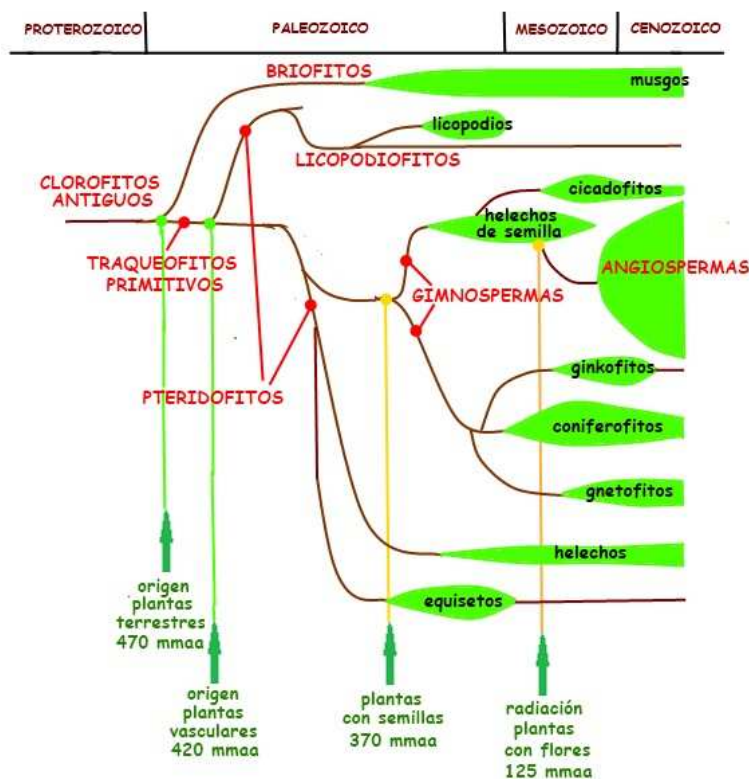 PROTEROZOICO
PALEOZOICO
MESOZOICO
CENOZOICO
BRIOFITOS
musgos
licopodios
LICOPODIOFITOS
CLOROFITOS
ANTIGUOS
cicadofitos
helechos
de semilla
TRAQUEOFITOS
PRIMITIVOS
GIMNOSPERMAS
ANGIOSPERMAS
PTERIDOFITOS
ginkofitos
coniferofitos
gnetofitos
helechos
equisetos
origen
plantas
terrestres
470 mmaa
origen
plantas
vasculares
420 mmaa
plantas
con semillas
370 mmaa
radiación
plantas
con flores
125 mmaa